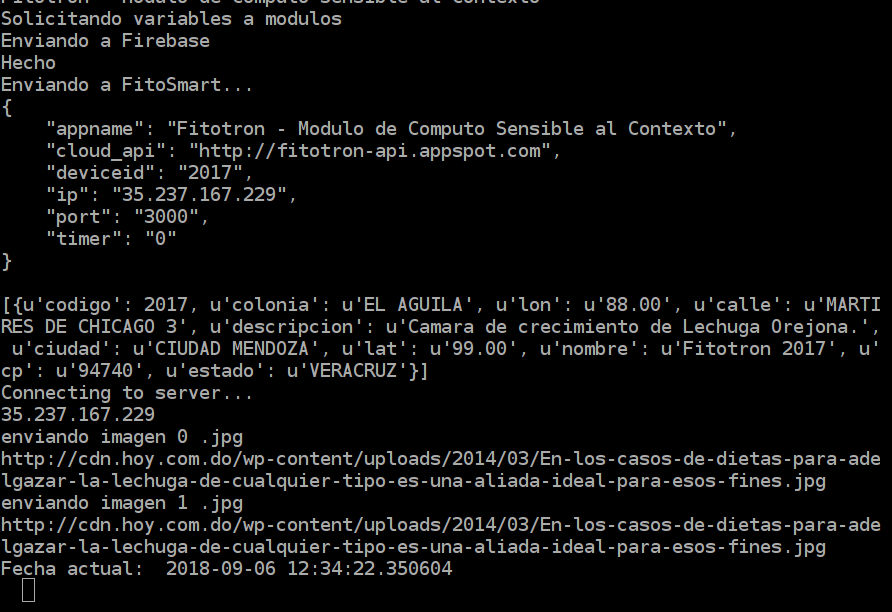 Fitotron - Modulo de Computo Sensible al Contexto
Solicitando variables a modulos
Enviando a Firebase
Hecho
Enviando a FitoSmart...
{
    "appname": "Fitotron - Modulo de Computo Sensible al Contexto",
    "cloud_api": "http://fitotron-api.appspot.com",
    "deviceid": "2017",
    "ip": "35.237.167.229",
    "port": "3000",
    "timer": "0"
}

[{u'codigo': 2017, u'colonia': u'EL AGUILA', u'lon': u'88.00', u'calle': u'MARTI
RES DE CHICAGO 3', u'descripcion': u'Camara de crecimiento de Lechuga Orejona.',
 u'ciudad': u'CIUDAD MENDOZA', u'lat': u'99.00', u'nombre': u'Fitotron 2017', u'
cp': u'94740', u'estado': u'VERACRUZ'}]
Connecting to server...
35.237.167.229
enviando imagen 0 .jpg
http://cdn.hoy.com.do/wp-content/uploads/2014/03/En-los-casos-de-dietas-para-ade
lgazar-la-lechuga-de-cualquier-tipo-es-una-aliada-ideal-para-esos-fines.jpg
enviando imagen 1 .jpg
http://cdn.hoy.com.do/wp-content/uploads/2014/03/En-los-casos-de-dietas-para-ade
lgazar-la-lechuga-de-cualquier-tipo-es-una-aliada-ideal-para-esos-fines.jpg
Fecha actual:  2018-09-06 12:34:22.350604